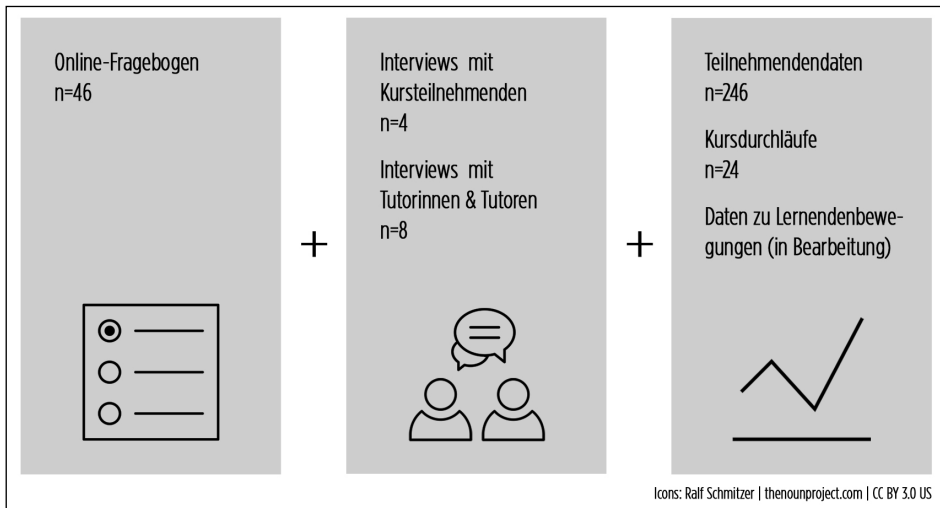 Online-Fragebogen
n=46
Interviews mit
Kursteilnehmenden
n=4
Interviews mit
Tutorinnen & Tutoren
n=8
+
+
Teilnehmendendaten
n=246
Kursdurchläufe
n=24
Daten zu Lernendenbewe-
gungen (in Bearbeitung)
Icons: Ralf Schmitzer | thenounproject.com | CC BY 3.0 US